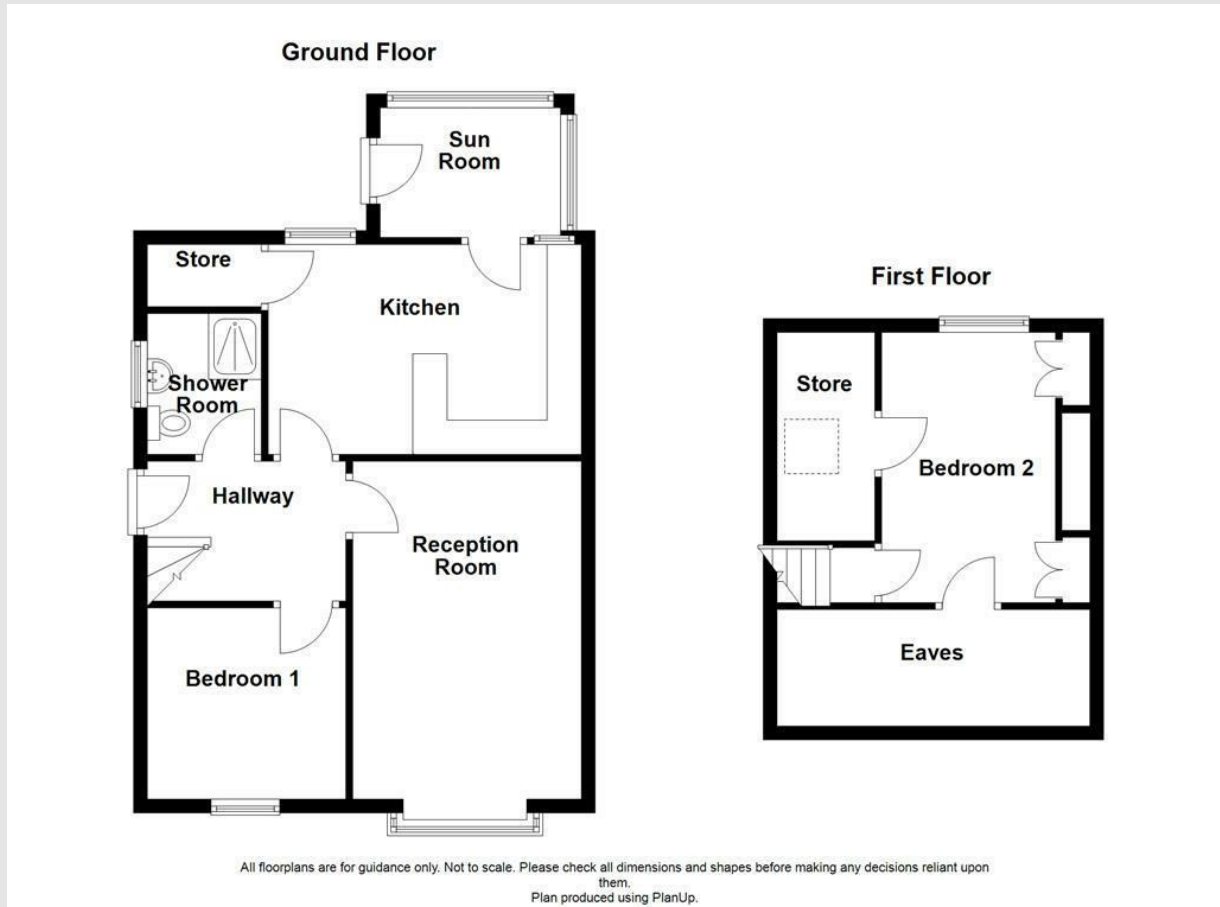 Ground Floor
Sun
Room
Store
Kitchen
Shower
Room
Hallway
Reception
Room
Bedroom 1
First Floor
Store
Bedroom 2
Eaves
All floorplans are for guidance only. Not to scale. Please check all dimensions and shapes before making any decisions reliant upon
them.
Plan produced using PlanUp.